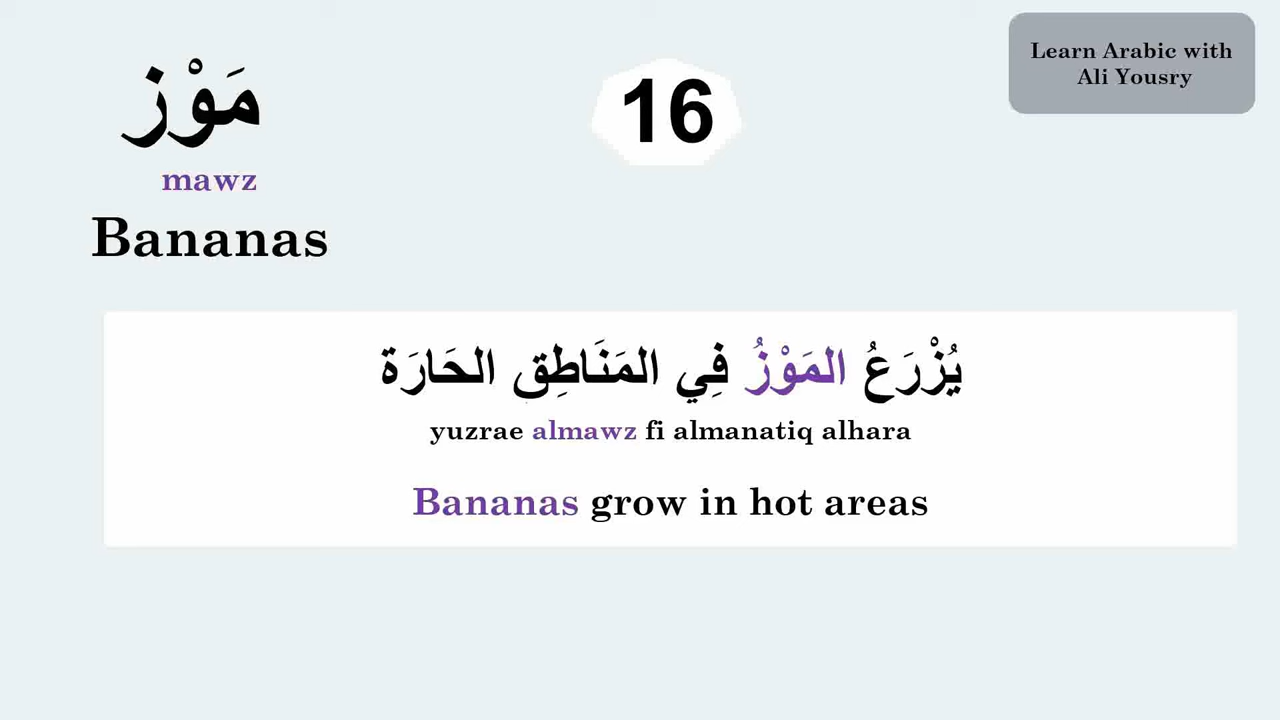 مَوْز
mawz
Bananas
16
Learn Arabic with
Ali Yousry
يُزْرَعُ المَوْزُ فِي المَنَاطِقِ الحَارَة
yuzrae almawz fi almanatiq alhara
Bananas grow in hot areas